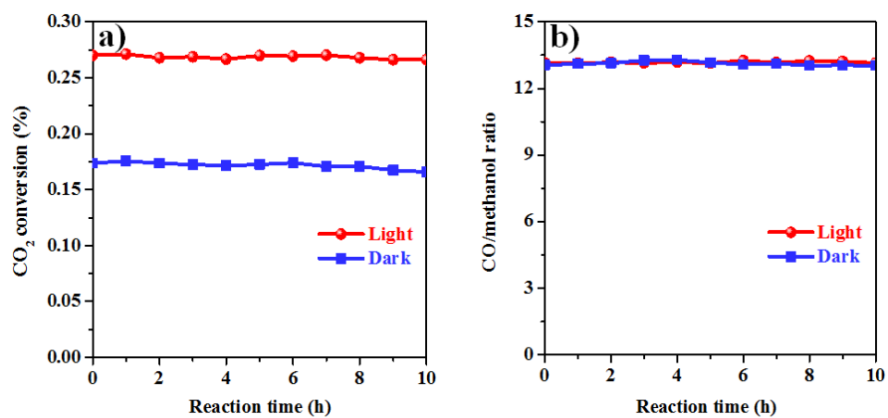 a)
CO2 conversion (%)
0.30
0.25
0.20
0.15
0.10
0.05
0.00
Light
Dark
0 2 4 6 8 10
Reaction time (h)
b)
CO/methanol ratio
15
12
9
6
3
0
Light
Dark
0 2 4 6 8 10
Reaction time (h)